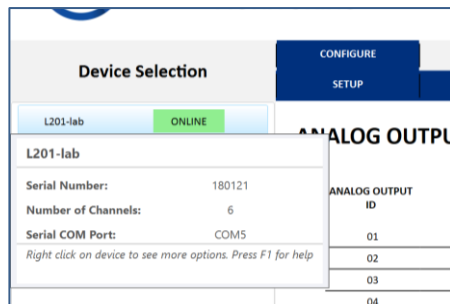 Device Selection
CONFIGURE
SETUP
L201-lab ONLINE
L201-lab
Serial Number: 180121
Number of Channels: 6
Serial COM Port: COM5
Right click on device to see more options. Press F1 for help
ANALOG OUTPU
ANALOG OUTPUT
ID
01
02
03
04